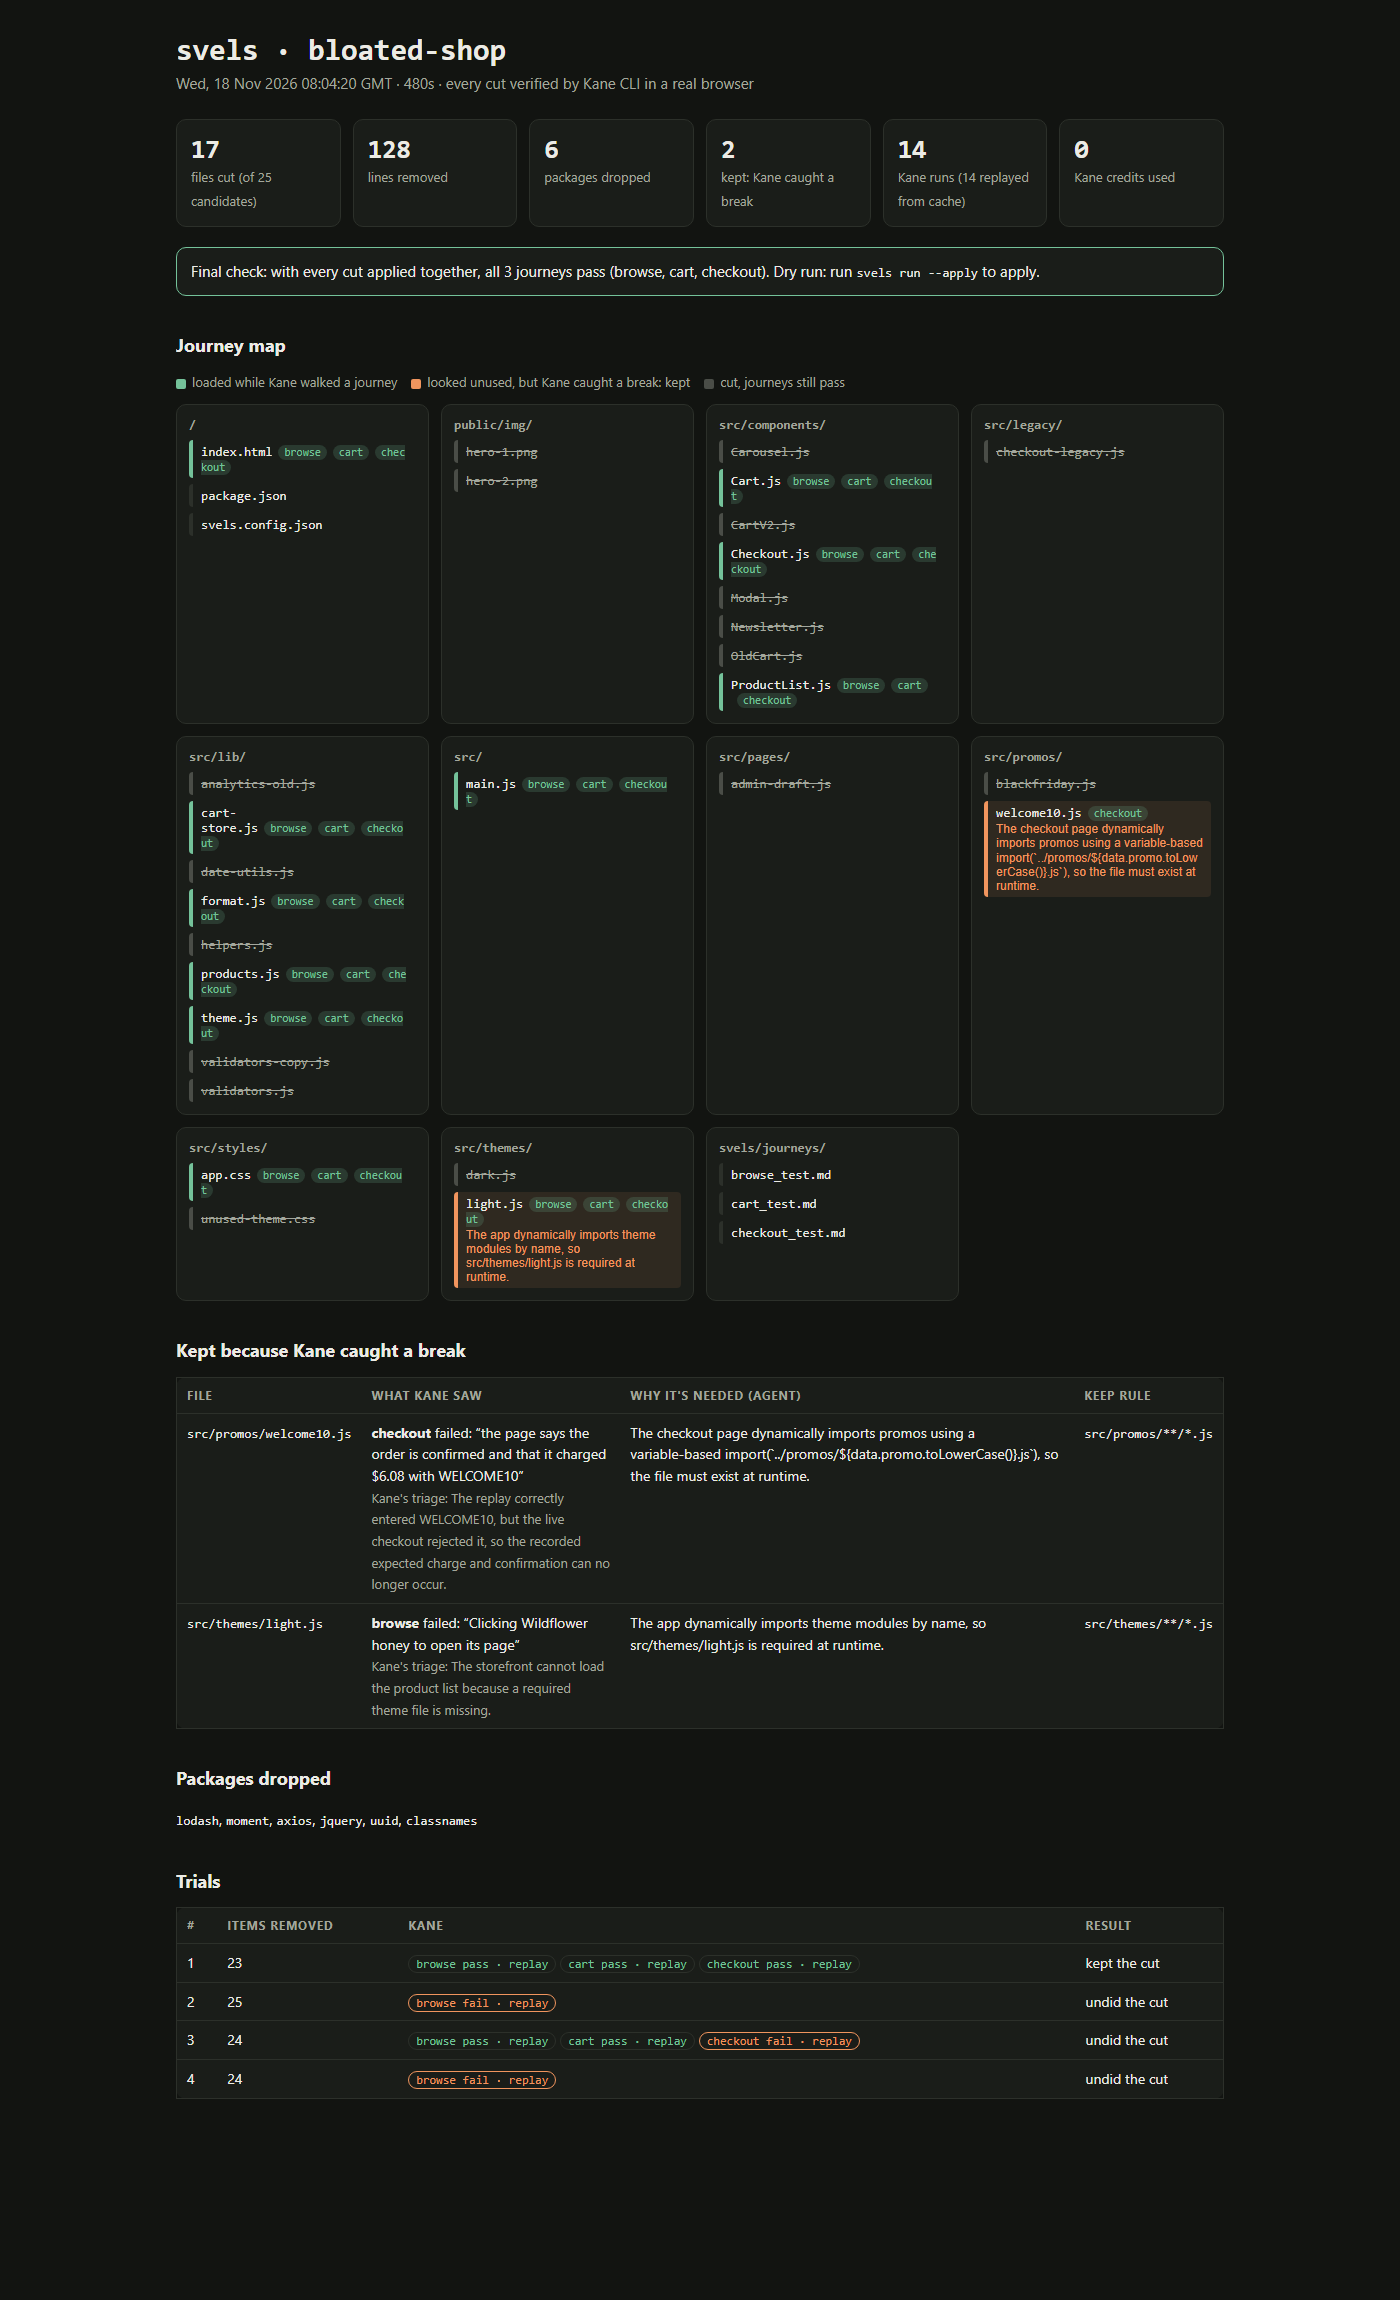 svels · bloated-shop
Wed, 18 Nov 2026 08:04:20 GMT · 480s · every cut verified by Kane CLI in a real browser
17
files cut (of 25
candidates)
128
lines removed
6
packages dropped
2
kept: Kane caught a
break
14
Kane runs (14 replayed
from cache)
0
Kane credits used
Final check: with every cut applied together, all 3 journeys pass (browse, cart, checkout). Dry run: run svels run --apply to apply.
Journey map
loaded while Kane walked a journey looked unused, but Kane caught a break: kept cut, journeys still pass
/
index.html browse cart chec
kout
package.json
svels.config.json
public/img/
hero-1.png
hero-2.png
src/components/
Carousel.js
Cart.js browse cart checkou
t
CartV2.js
Checkout.js browse cart che
ckout
Modal.js
Newsletter.js
OldCart.js
ProductList.js browse cart
checkout
src/legacy/
checkout-legacy.js
src/lib/
analytics-old.js
cart-
store.js browse cart checko
ut
date-utils.js
format.js browse cart check
out
helpers.js
products.js browse cart che
ckout
theme.js browse cart checko
ut
validators-copy.js
validators.js
src/
main.js browse cart checkou
t
src/pages/
admin-draft.js
src/promos/
blackfriday.js
welcome10.js checkout
The checkout page dynamically
imports promos using a variable-based
import(`../promos/${data.promo.toLow
erCase()}.js`), so the file must exist at
runtime.
src/styles/
app.css browse cart checkou
t
unused-theme.css
src/themes/
dark.js
light.js browse cart checko
ut
The app dynamically imports theme
modules by name, so
src/themes/light.js is required at
runtime.
svels/journeys/
browse_test.md
cart_test.md
checkout_test.md
Kept because Kane caught a break
FILE WHAT KANE SAW WHY IT'S NEEDED (AGENT) KEEP RULE
src/promos/welcome10.js
checkout failed: “the page says the
order is confirmed and that it charged
$6.08 with WELCOME10”
Kane's triage: The replay correctly
entered WELCOME10, but the live
checkout rejected it, so the recorded
expected charge and confirmation can no
longer occur.
The checkout page dynamically imports promos using a
variable-based import(`../promos/${data.promo.toLowerCase()}.js`), so
the file must exist at runtime.
src/promos/**/*.js
src/themes/light.js
browse failed: “Clicking Wildflower
honey to open its page”
Kane's triage: The storefront cannot load
the product list because a required
theme file is missing.
The app dynamically imports theme modules by name, so
src/themes/light.js is required at runtime.
src/themes/**/*.js
Packages dropped
lodash, moment, axios, jquery, uuid, classnames
Trials
# ITEMS REMOVED KANE RESULT
1 23 browse pass · replay cart pass · replay checkout pass · replay kept the cut
2 25 browse fail · replay undid the cut
3 24 browse pass · replay cart pass · replay checkout fail · replay undid the cut
4 24 browse fail · replay undid the cut